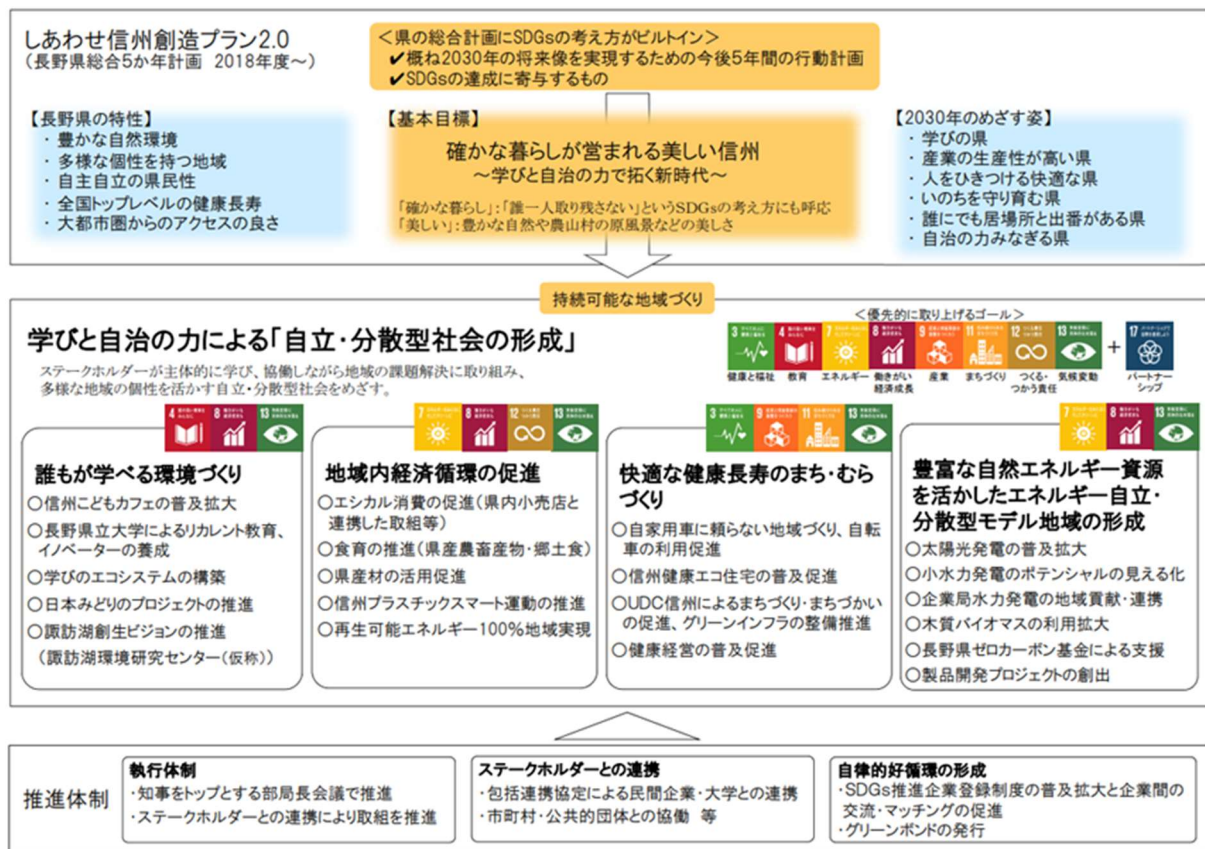 しあわせ信州創造プラン2.0
（長野県総合5か年計画 2018年度～）
＜県の総合計画にSDGsの考え方がビルトイン＞
✔概ね2030年の将来像を実現するための今後5年間の行動計画
✔SDGsの達成に寄与するもの
【長野県の特性】
・ 豊かな自然環境
・ 多様な個性を持つ地域
・ 自主自立の県民性
・ 全国トップレベルの健康長寿
・ 大都市圏からのアクセスの良さ
【基本目標】
確かな暮らしが営まれる美しい信州
～学びと自治の力で拓く新時代～
「確かな暮らし」：「誰一人取り残さない」というSDGsの考え方にも呼応
「美しい」：豊かな自然や農山村の原風景などの美しさ
【2030年のめざす姿】
・ 学びの県
・ 産業の生産性が高い県
・ 人をひきつける快適な県
・ いのちを守り育む県
・ 誰にでも居場所と出番がある県
・ 自治の力みなぎる県
持続可能な地域づくり
学びと自治の力による「自立・分散型社会の形成」
ステークホルダーが主体的に学び、協働しながら地域の課題解決に取り組み、
多様な地域の個性を活かす自立・分散型社会をめざす。
＜優先的に取り上げるゴール＞
3 4 7 8 9 11 12 13 + 17
健康と福祉 教育 エネルギー 働きがい 産業 まちづくり つくる・ 気候変動 パートナー
経済成長 つかう責任 シップ
4 8 13
誰もが学べる環境づくり
○信州こどもカフェの普及拡大
○長野県立大学によるリカレント教育、
イノベーターの養成
○学びのエコシステムの構築
○日本みどりのプロジェクトの推進
○諏訪湖創生ビジョンの推進
（諏訪湖環境研究センター（仮称））
7 8 12 13
地域内経済循環の促進
○エシカル消費の促進（県内小売店と
連携した取組等）
○食育の推進（県産農畜産物・郷土食）
○県産材の活用促進
○信州プラスチックスマート運動の推進
○再生可能エネルギー100％地域実現
3 9 11 13
快適な健康長寿のまち・むら
づくり
○自家用車に頼らない地域づくり、自転
車の利用促進
○信州健康エコ住宅の普及促進
○UDC信州によるまちづくり・まちづかい
の促進、グリーンインフラの整備推進
○健康経営の普及促進
7 8 13
豊富な自然エネルギー資源
を活かしたエネルギー自立・
分散型モデル地域の形成
○太陽光発電の普及拡大
○小水力発電のポテンシャルの見える化
○企業局水力発電の地域貢献・連携
○木質バイオマスの利用拡大
○長野県ゼロカーボン基金による支援
○製品開発プロジェクトの創出
推進体制
執行体制
・知事をトップとする部局長会議で推進
・ステークホルダーとの連携により取組を推進
ステークホルダーとの連携
・包括連携協定による民間企業・大学との連携
・市町村・公共的団体との協働 等
自律的好循環の形成
・SDGs推進企業登録制度の普及拡大と企業間の
交流・マッチングの促進
・グリーンボンドの発行